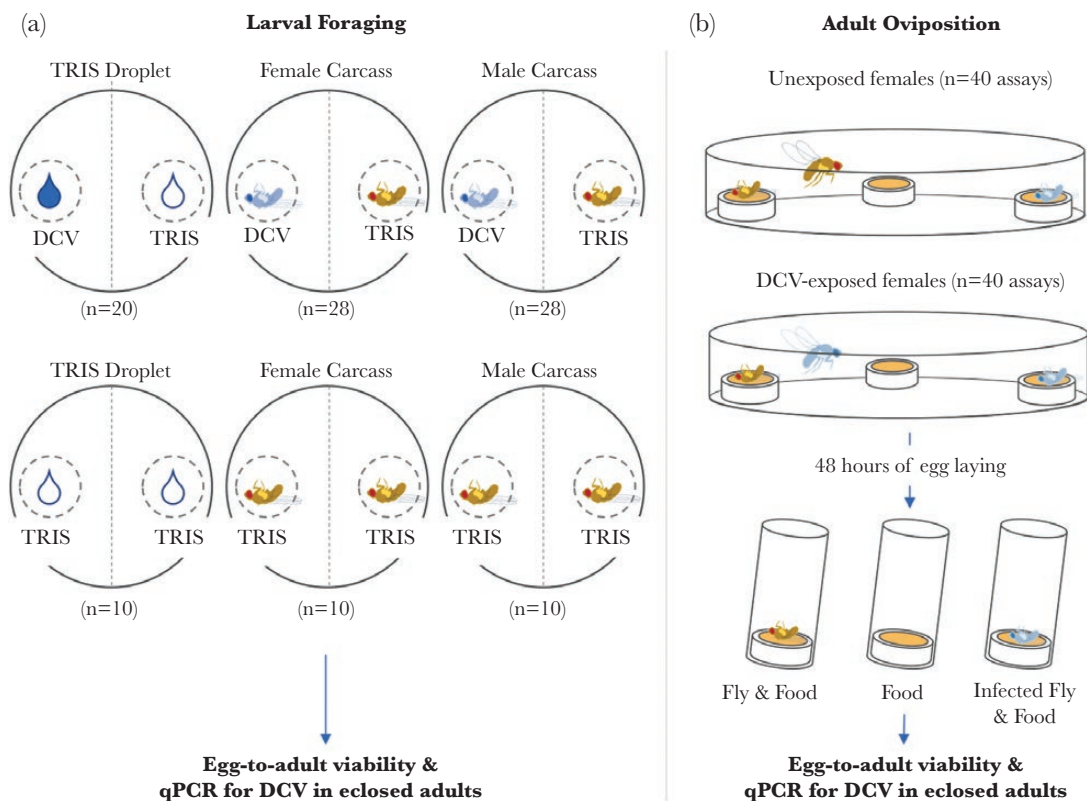 (a)
Larval Foraging
TRIS Droplet
Female Carcass
Male Carcass
DCV
TRIS
DCV
TRIS
DCV
TRIS
(n=20)
(n=28)
(n=28)
TRIS Droplet
Female Carcass
Male Carcass
TRIS
TRIS
TRIS
TRIS
TRIS
TRIS
(n=10)
(n=10)
(n=10)
Egg-to-adult viability &
qPCR for DCV in eclosed adults
(b)
Adult Oviposition
Unexposed females (n=40 assays)
DCV-exposed females (n=40 assays)
48 hours of egg laying
Fly & Food
Food
Infected Fly
& Food
Egg-to-adult viability &
qPCR for DCV in eclosed adults